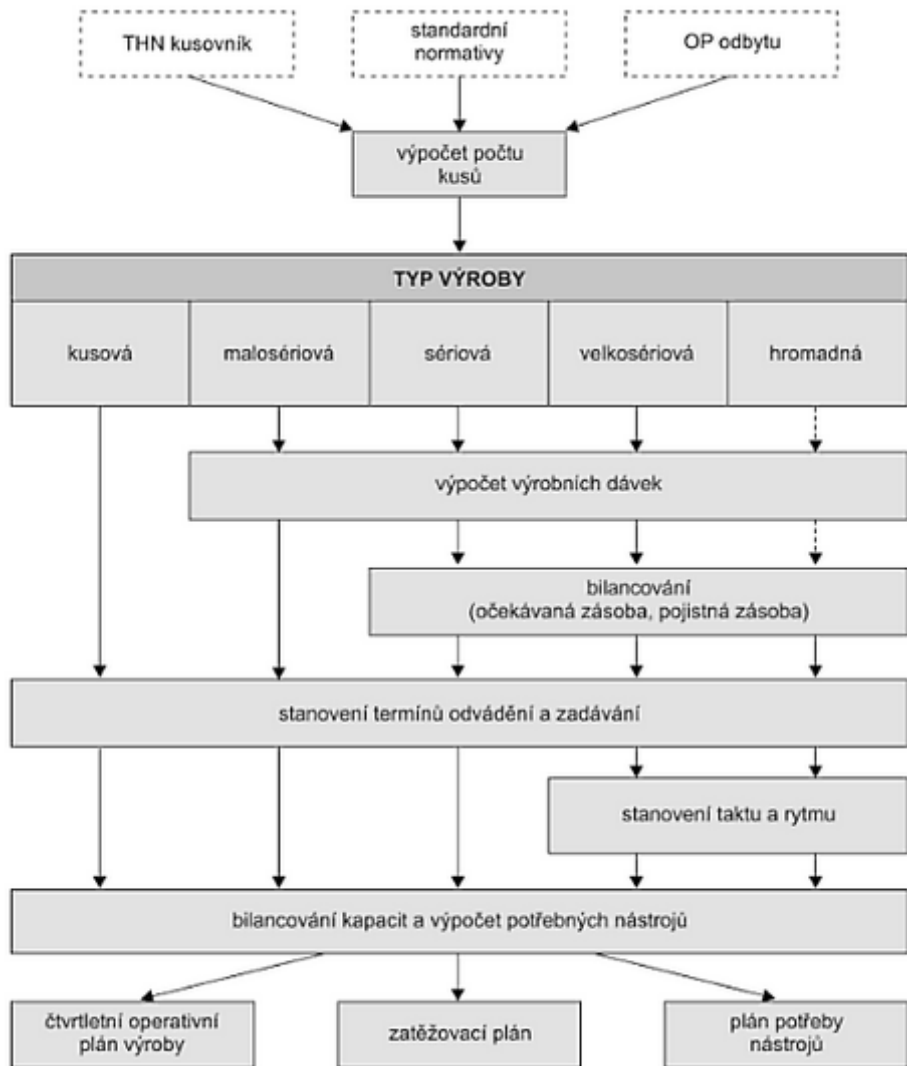 THN kusovník
standardní
normativy
OP odbytu
výpočet počtu
kusů
TYP VÝROBY
kusová
malosériová
sériová
velkosériová
hromadná
výpočet výrobních dávek
bilancování
(očekávaná zásoba, pojistná zásoba)
stanovení termínů odvádění a zadávání
stanovení taktu a rytmu
bilancování kapacit a výpočet potřebných nástrojů
čtvrtletní operativní
plán výroby
zatěžovací plán
plán potřeby
nástrojů